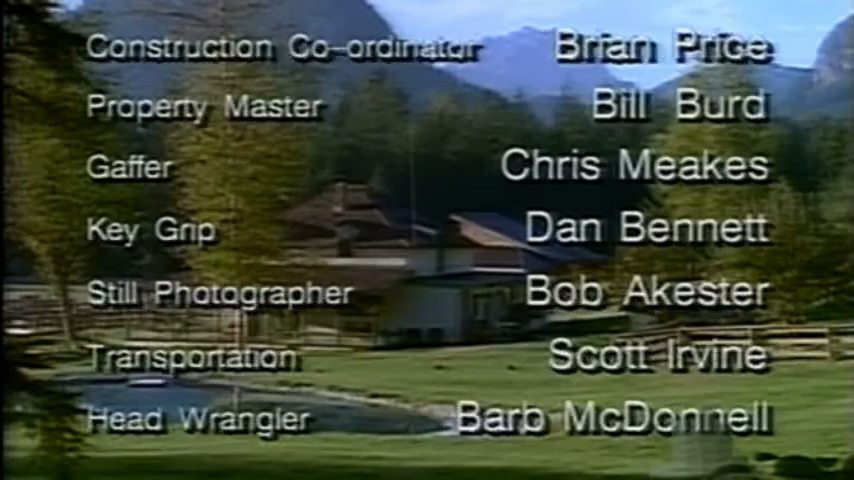 Construction Co-ordinator Brian Price
Property Master Bill Burd
Gaffer Chris Meakes
Key Grip Dan Bennett
Still Photographer Bob Akester
Transportation Scott Irvine
Head Wrangler Barb McDonnell